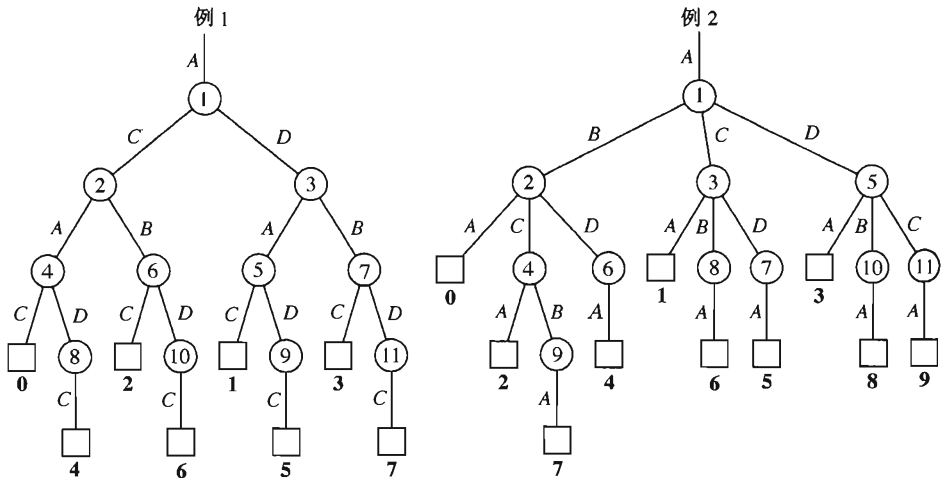 例 1 例 2
A A
1 1
C D B C D
2 3 2 3 5
A B A B A C D A B D A B C
4 6 5 7 0 4 6 1 8 7 3 10 11
C D C D C D C D A B A A A A A
0 8 2 10 1 9 3 11 2 9 4 6 5 8 9
C C C C A
4 6 5 7 7